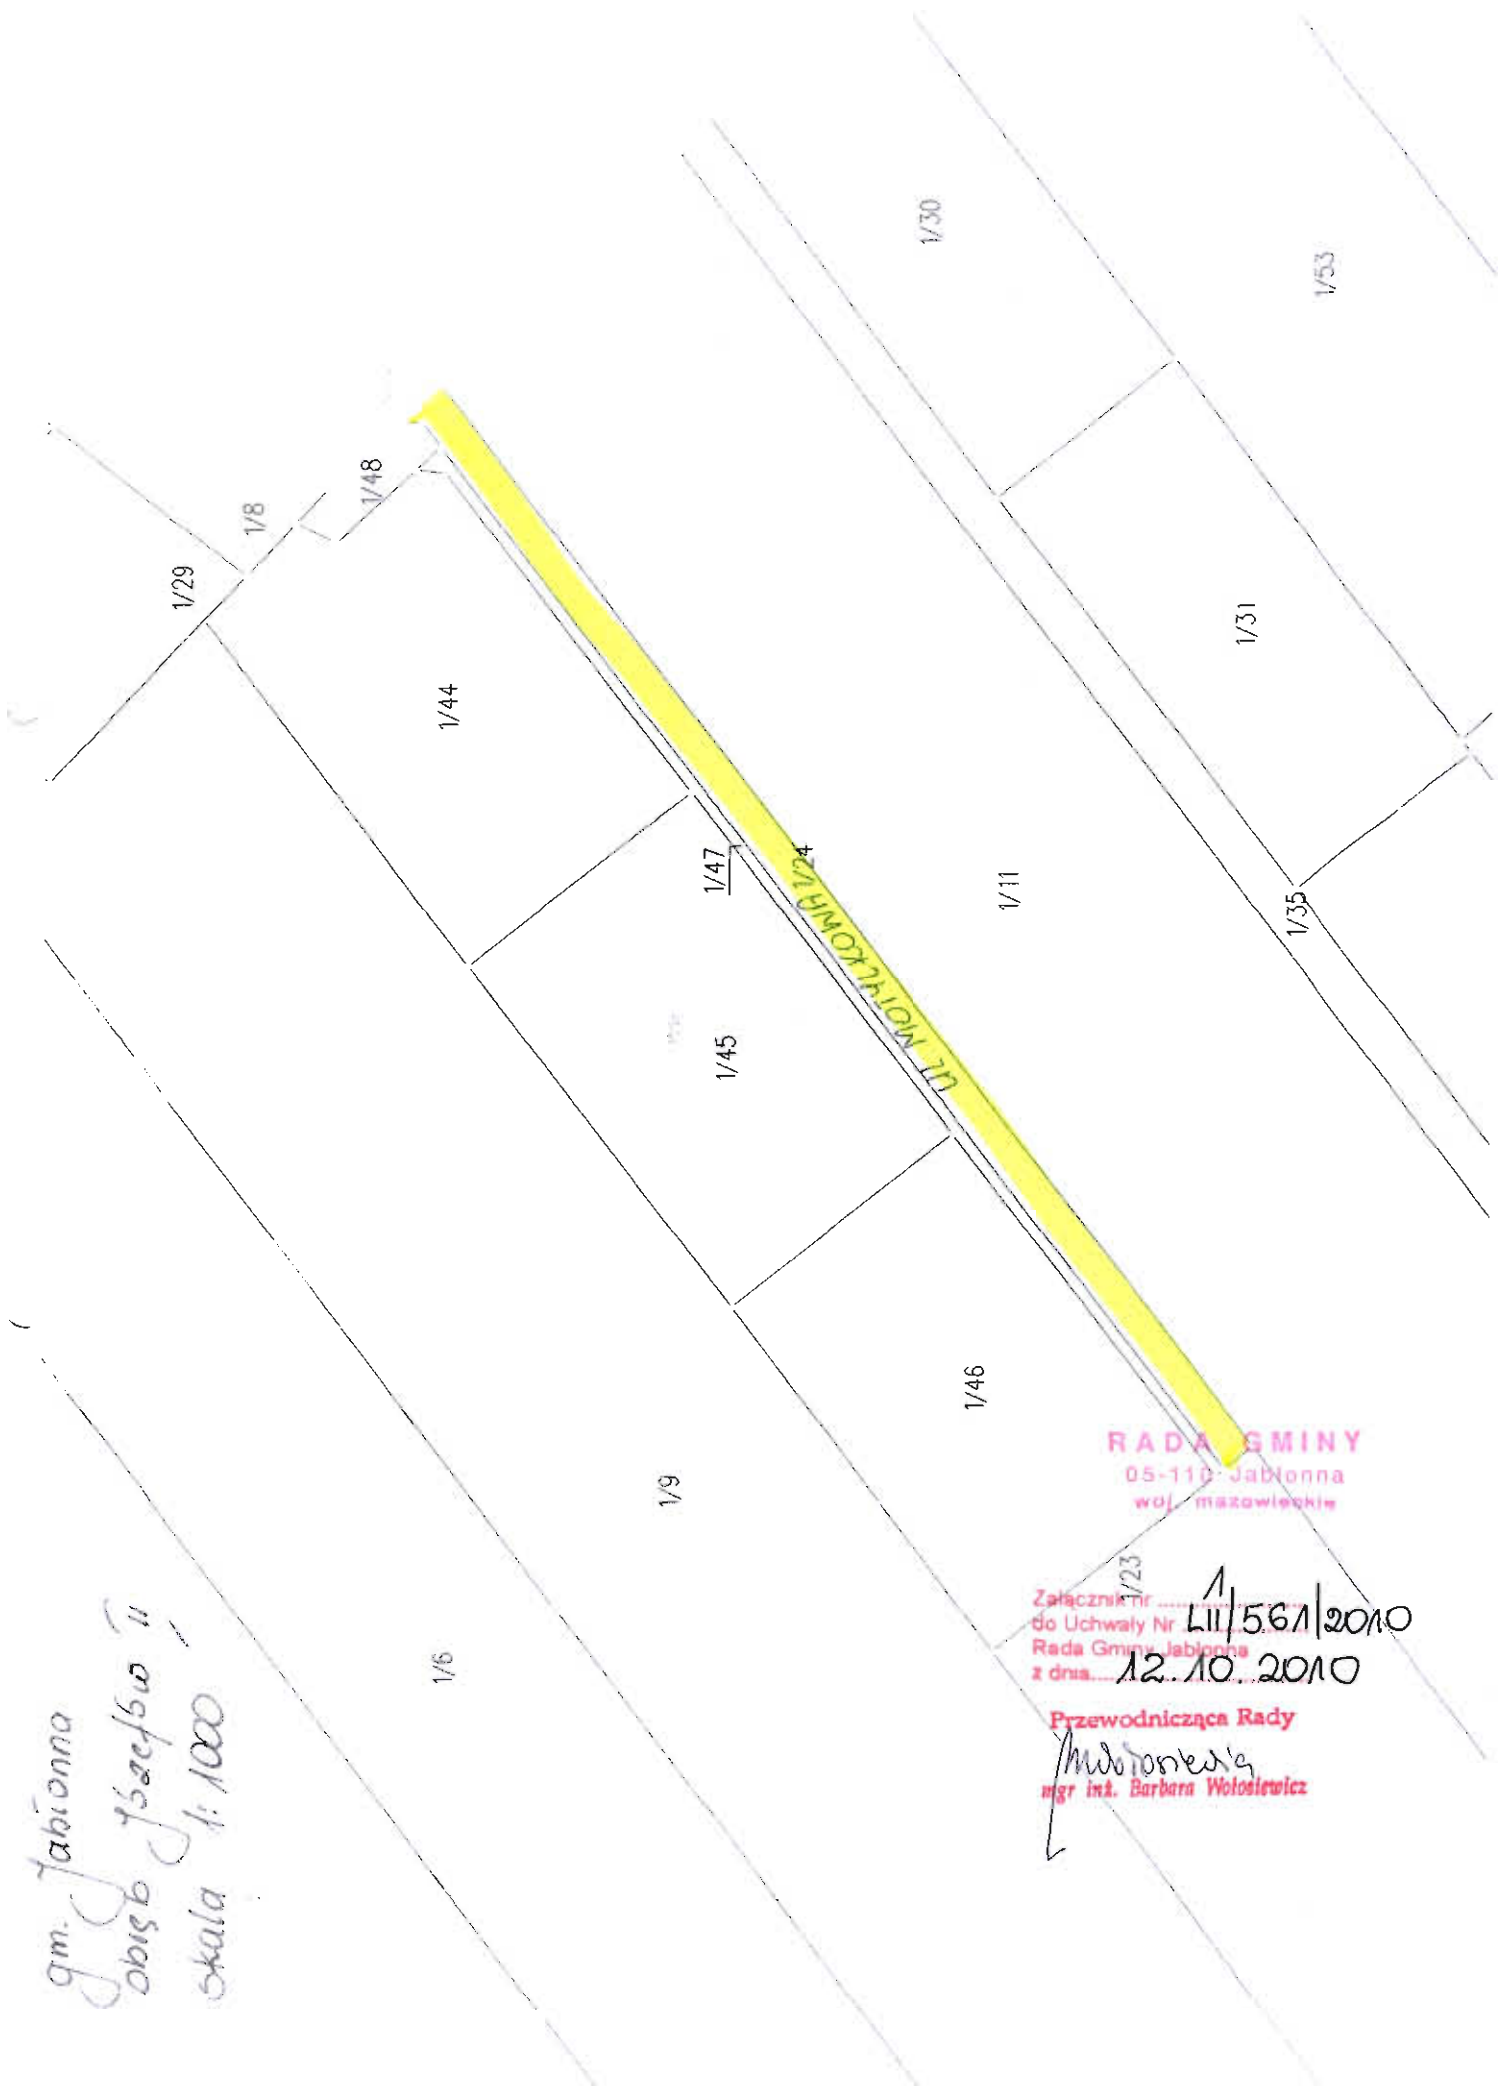 gm. Jabłonna
obręb Józefów II
skala 1:1000
1/30
1/53
1/8
1/48
1/29
1/31
1/44
1/47
1/24
UL MOTYLKOWA
1/11
1/35
1/45
1/46
1/9
1/6
1/23
RADA GMINY
05-110 Jabłonna
woj. mazowieckie
Załącznik nr 1
do Uchwały Nr LII/561/2010
Rada Gminy Jabłonna
z dnia 12.10.2010
Przewodnicząca Rady
mgr inż. Barbara Wołosiewicz